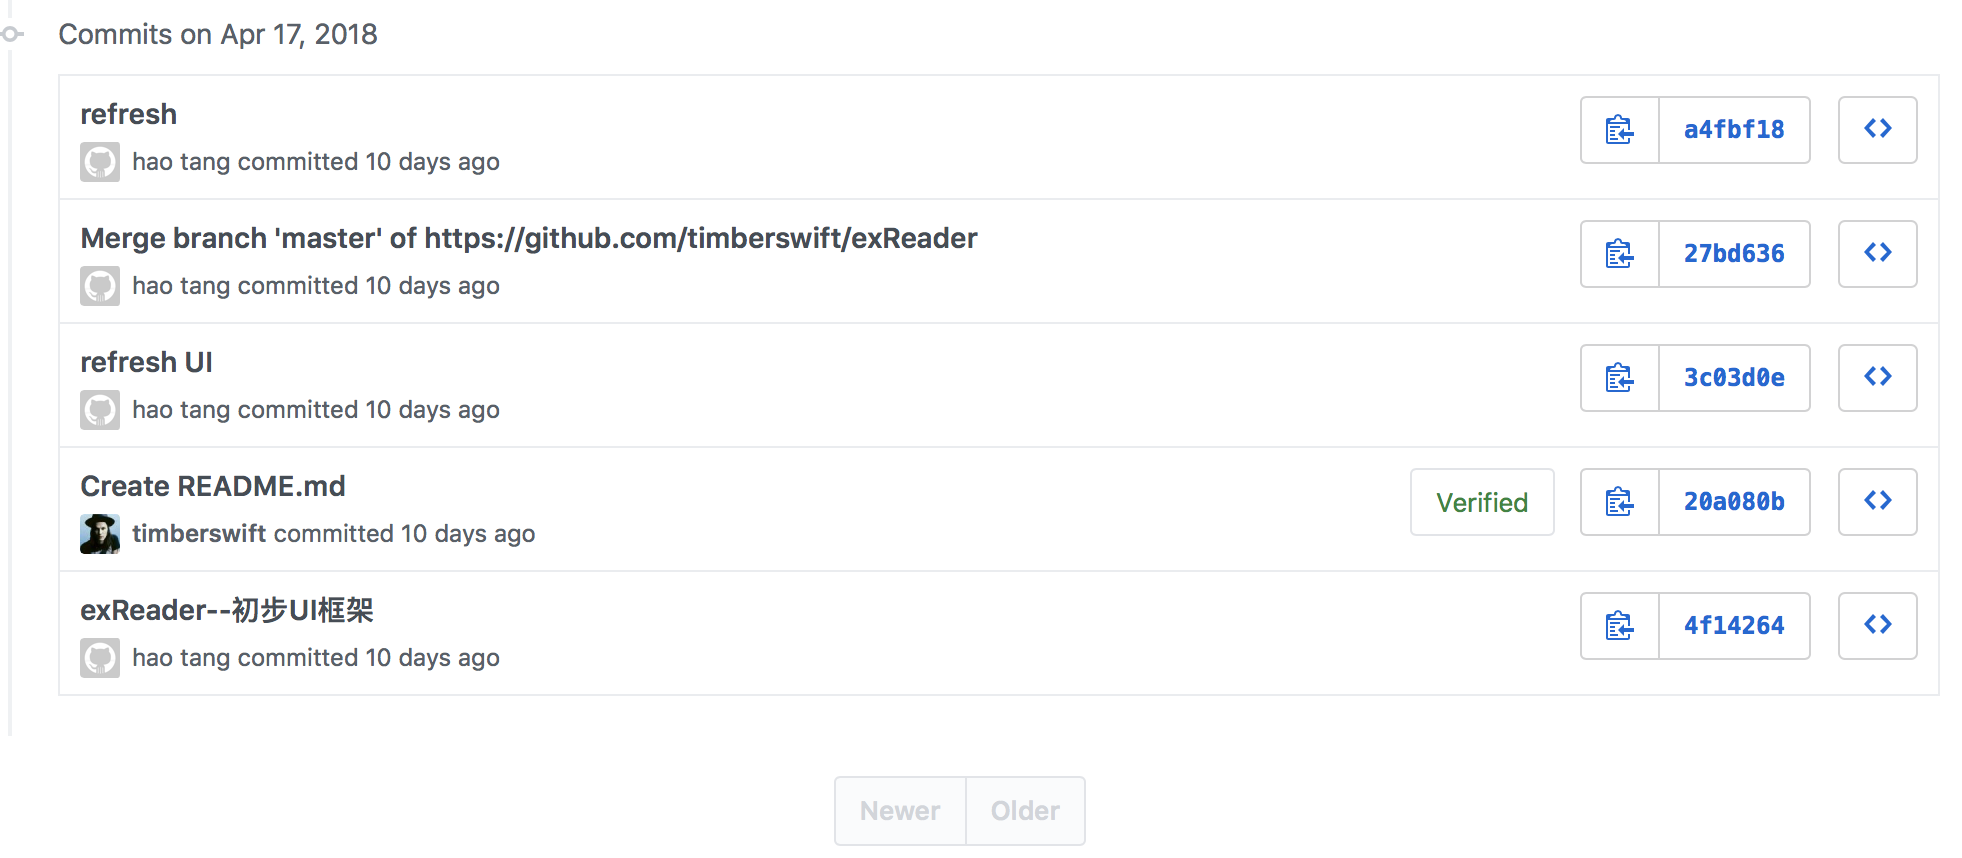 Commits on Apr 17, 2018
refresh
hao tang committed 10 days ago
a4fbf18
Merge branch 'master' of https://github.com/timberswift/exReader
hao tang committed 10 days ago
27bd636
refresh UI
hao tang committed 10 days ago
3c03d0e
Create README.md
timberswift committed 10 days ago
Verified
20a080b
exReader--初步UI框架
hao tang committed 10 days ago
4f14264
Newer
Older